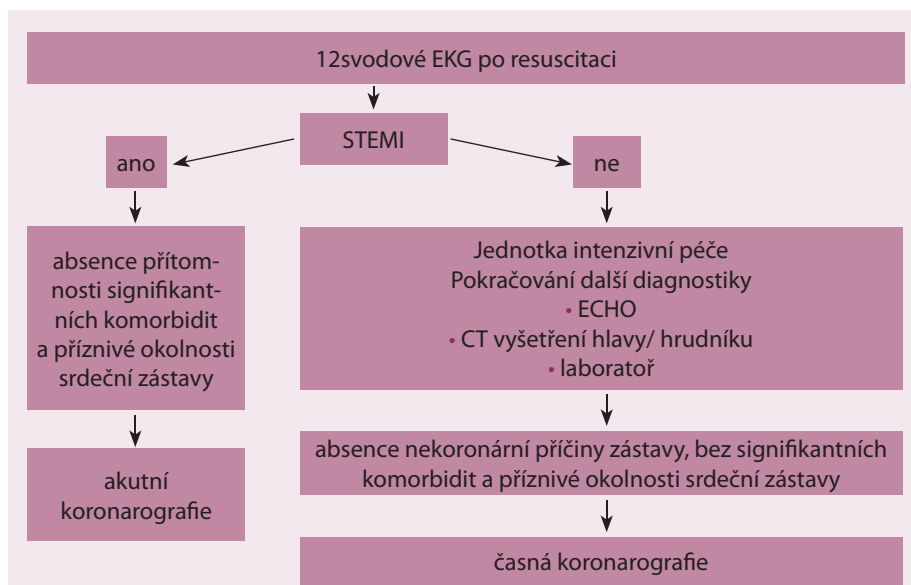 12svodové EKG po resuscitaci
STEMI
ano
ne
absence přítom-
nosti signifikant-
ních komorbidit
a příznivé okolnosti
srdeční zástavy
akutní
koronarografie
Jednotka intenzivní péče
Pokračování další diagnostiky
• ECHO
• CT vyšetření hlavy/ hrudníku
• laboratoř
absence nekoronární příčiny zástavy, bez signifikantních
komorbidit a příznivé okolnosti srdeční zástavy
časná koronarografie